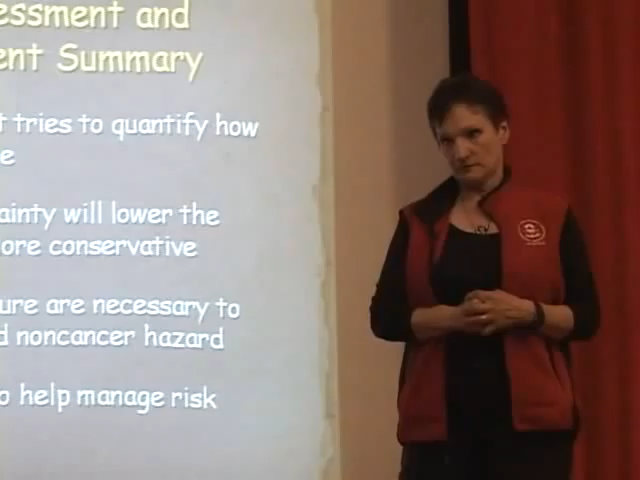 essment and
ent Summary
t tries to quantify how
e
ainty will lower the
ore conservative
ure are necessary to
d noncancer hazard
o help manage risk